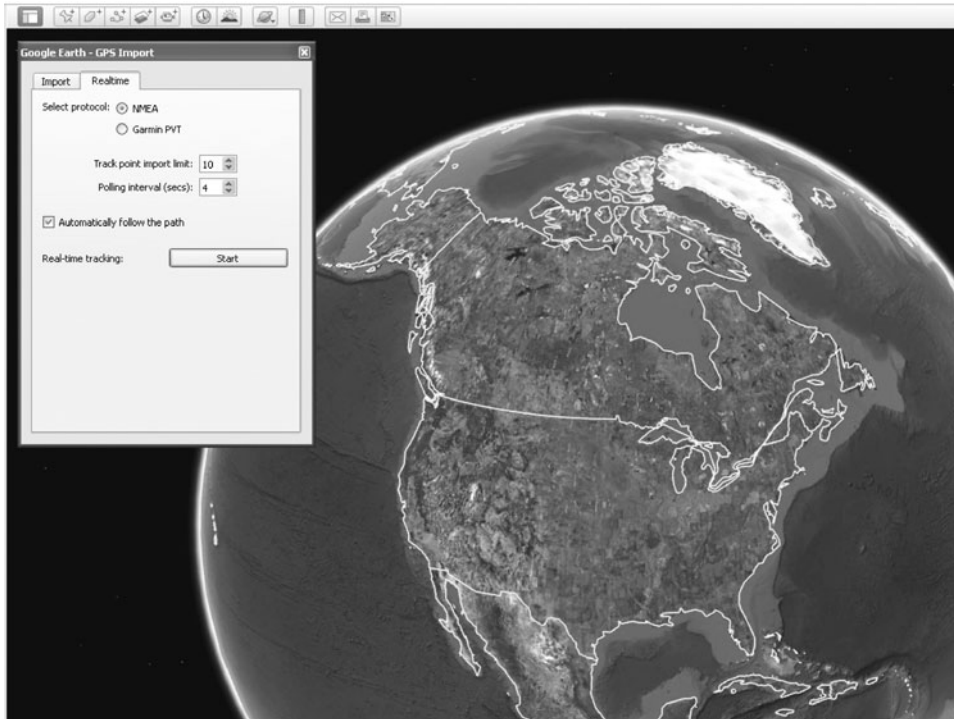 Google Earth - GPS Import
Import Realtime
Select protocol: NMEA
Garmin PVT
Track point import limit: 10
Polling interval (secs): 4
Automatically follow the path
Real-time tracking: Start